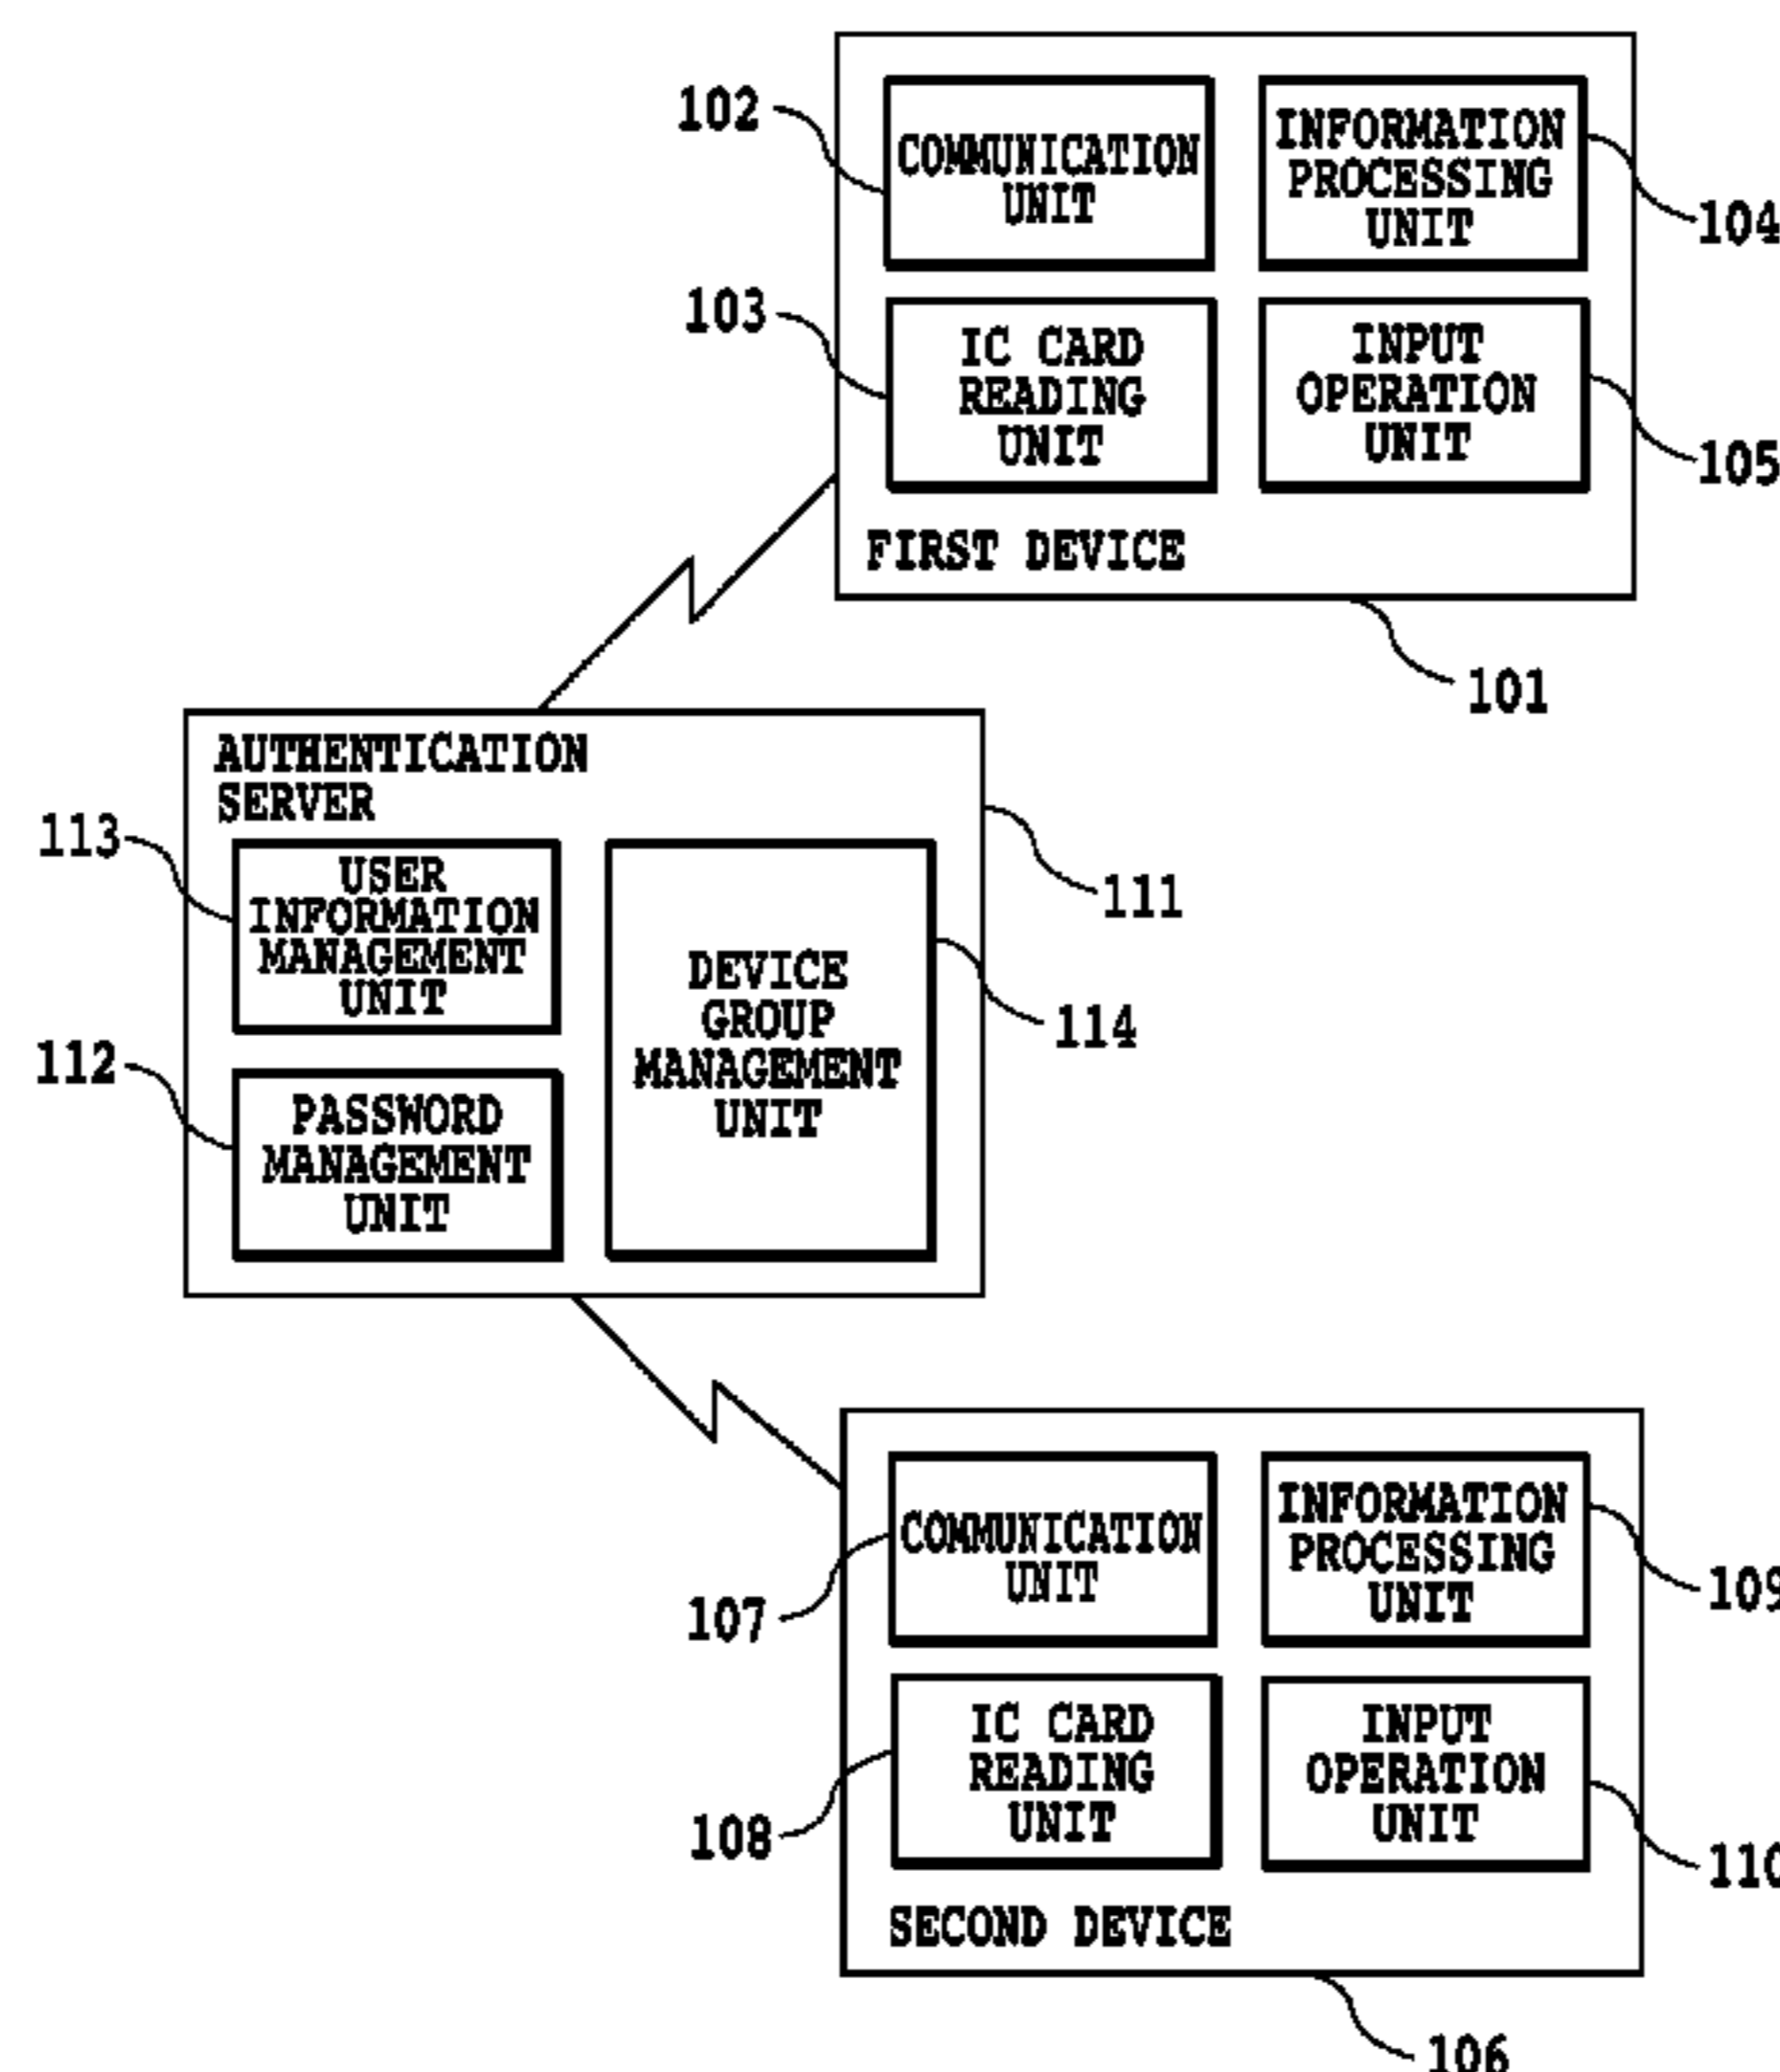 102
COMMUNICATION
UNIT
INFORMATION
PROCESSING
UNIT
104
103
IC CARD
READING
UNIT
INPUT
OPERATION
UNIT
105
FIRST DEVICE
101
AUTHENTICATION
SERVER
113
USER
INFORMATION
MANAGEMENT
UNIT
111
DEVICE
GROUP
MANAGEMENT
UNIT
114
112
PASSWORD
MANAGEMENT
UNIT
107
COMMUNICATION
UNIT
INFORMATION
PROCESSING
UNIT
109
108
IC CARD
READING
UNIT
INPUT
OPERATION
UNIT
110
SECOND DEVICE
106